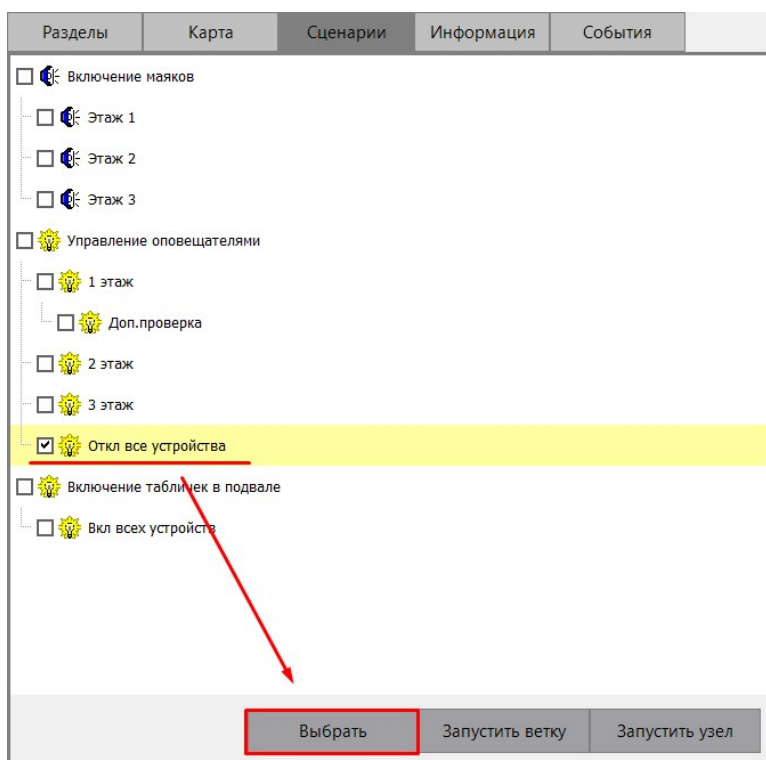 Разделы Карта Сценарии Информация События
Включение маяков
Этаж 1
Этаж 2
Этаж 3
Управление оповещателями
1 этаж
Доп.проверка
2 этаж
3 этаж
Откл все устройства
Включение табличек в подвале
Вкл всех устройств
Выбрать Запустить ветку Запустить узел